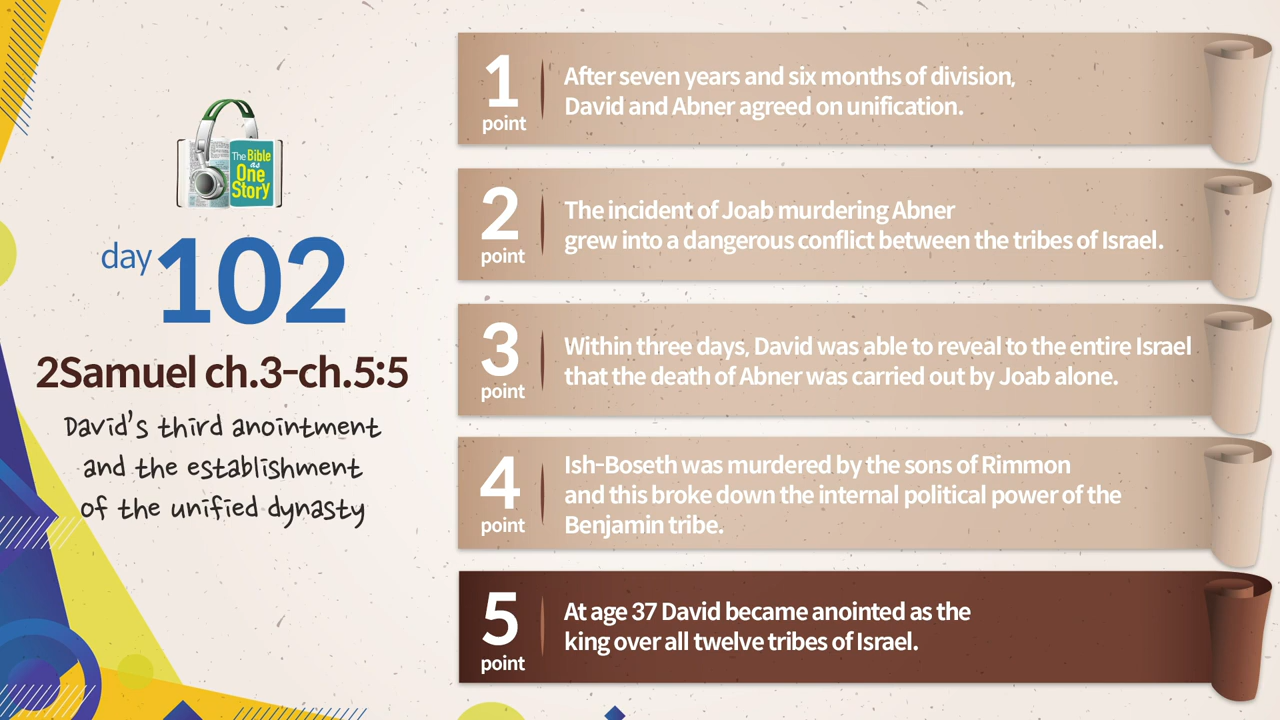 The Bible
as
One
Story
day 102
2Samuel ch.3-ch.5:5
David's third anointment
and the establishment
of the unified dynasty
1
point
After seven years and six months of division,
David and Abner agreed on unification.
2
point
The incident of Joab murdering Abner
grew into a dangerous conflict between the tribes of Israel.
3
point
Within three days, David was able to reveal to the entire Israel
that the death of Abner was carried out by Joab alone.
4
point
Ish-Boseth was murdered by the sons of Rimmon
and this broke down the internal political power of the
Benjamin tribe.
5
point
At age 37 David became anointed as the
king over all twelve tribes of Israel.